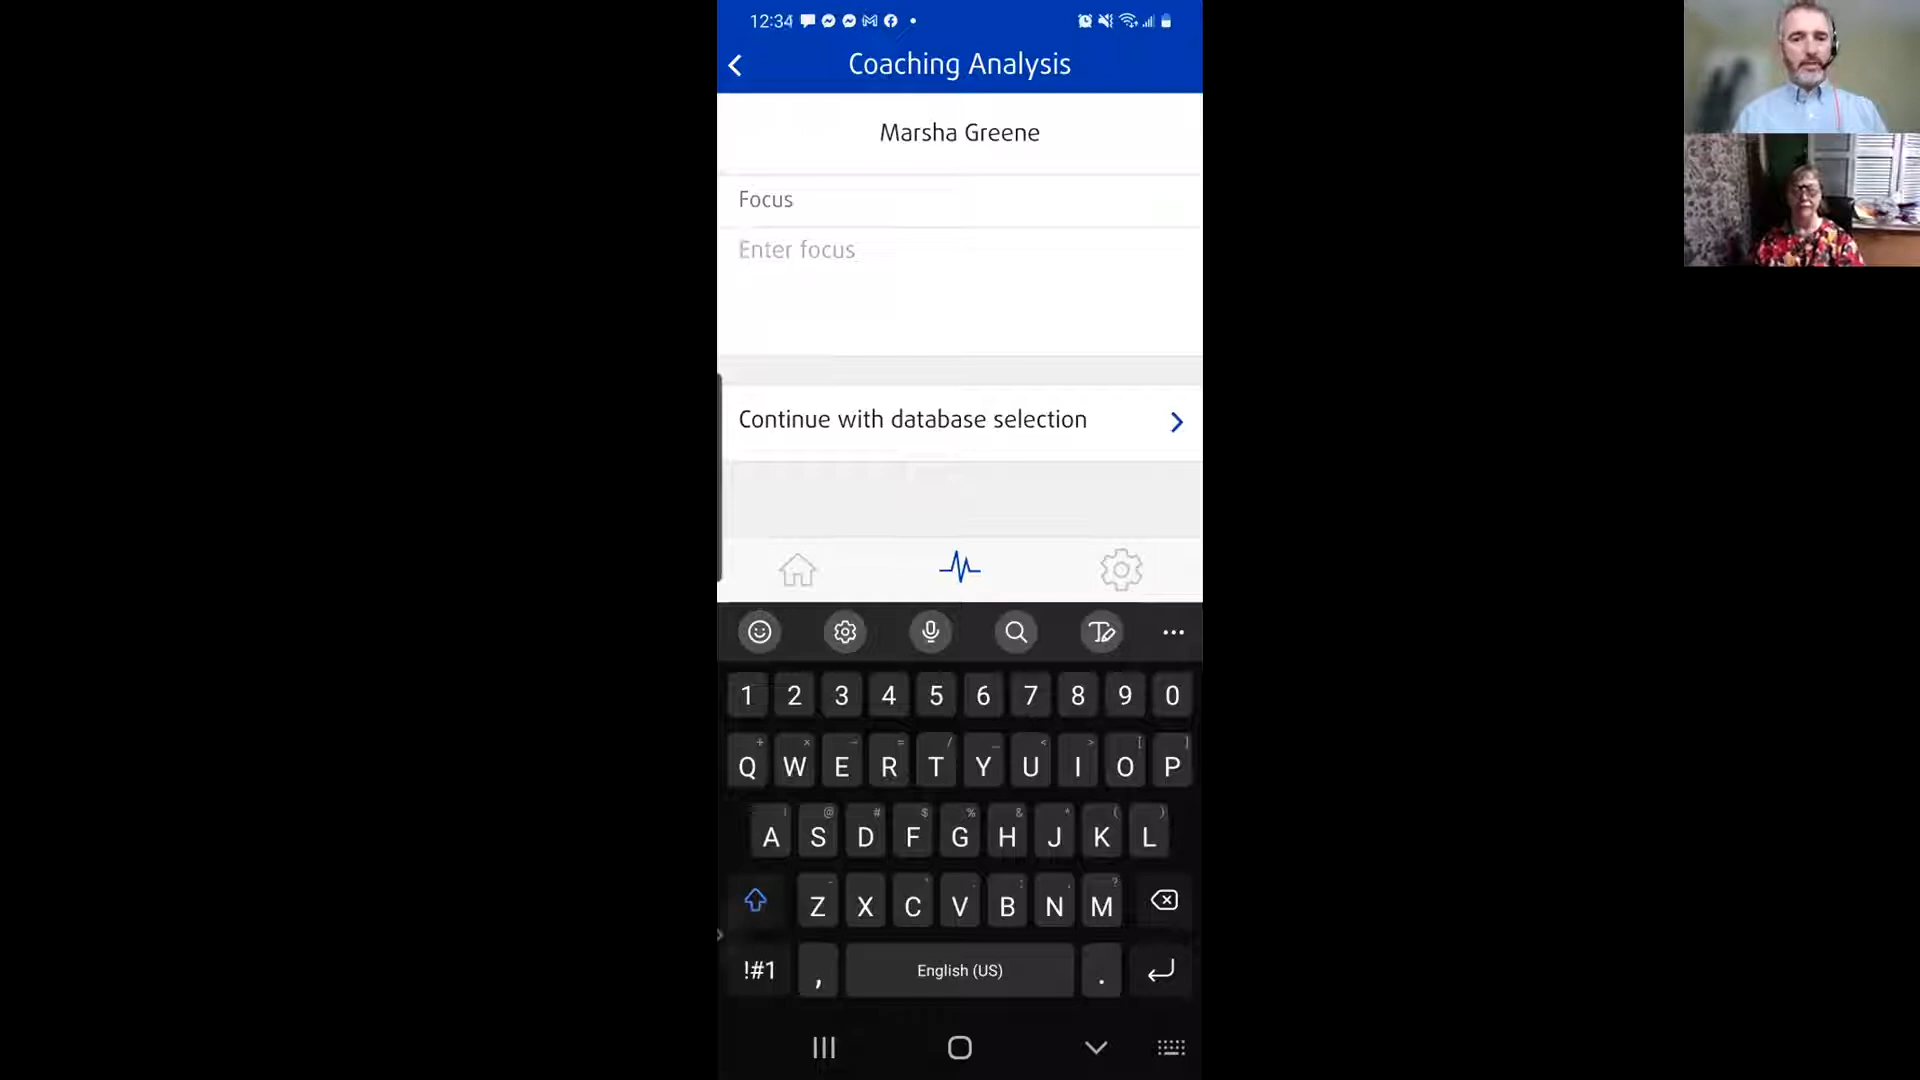 12:34
Coaching Analysis
Marsha Greene
Focus
Enter focus
Continue with database selection
1 2 3 4 5 6 7 8 9 0
+ × = / _ < > [ ]
Q W E R T Y U I O P
! @ # $ % & * ( )
A S D F G H J K L
- ' : ?
Z X C V B N M
!#1 , English (US) .